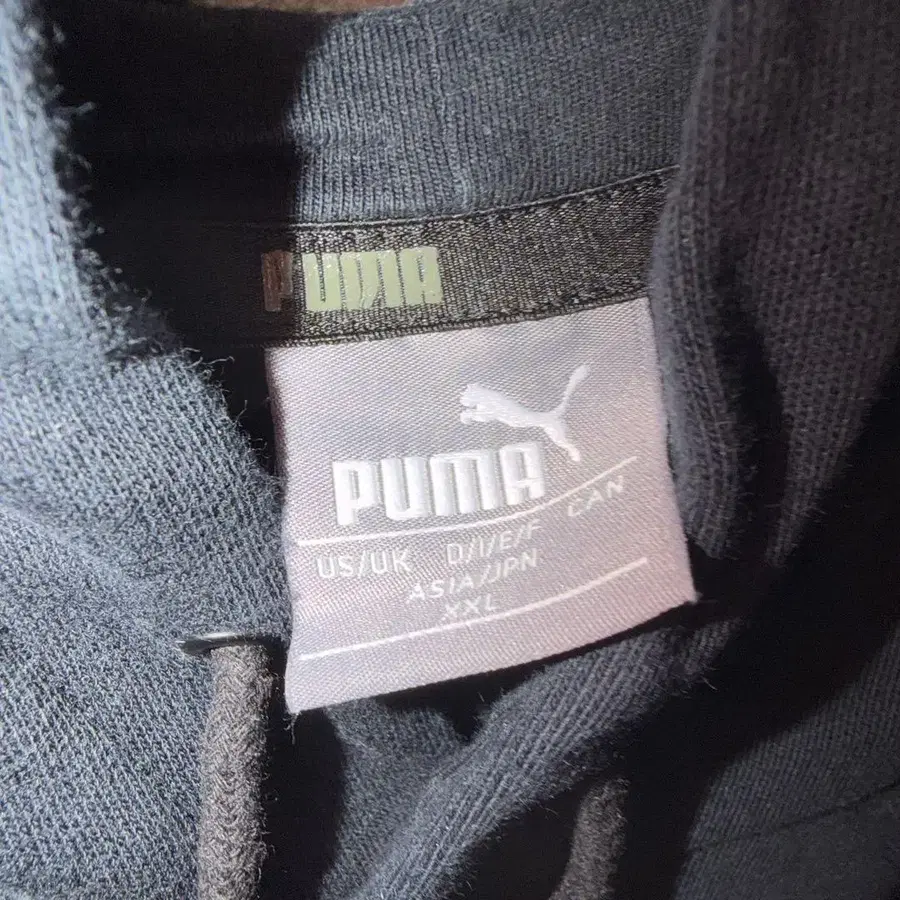 PUMA
PUMA
US/UK D/I/E/F CAN
ASIA/JPN
XXL